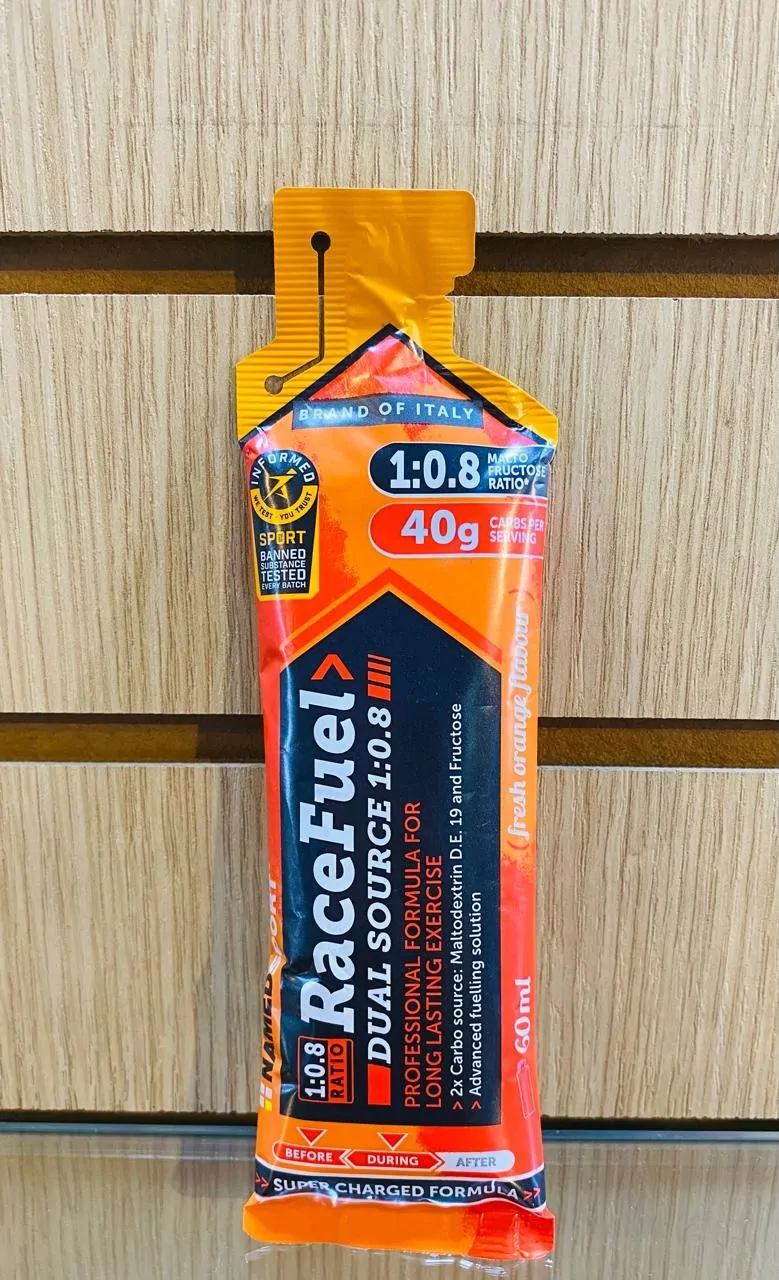 BRAND OF ITALY
INFORMED
WE TEST · YOU TRUST
SPORT
BANNED
SUBSTANCE
TESTED
EVERY BATCH
1:0.8 MALTO
FRUCTOSE
RATIO*
40g CARBS PER
SERVING
1:0.8
RATIO
RaceFuel>
DUAL SOURCE 1:0.8
PROFESSIONAL FORMULA FOR
LONG LASTING EXERCISE
> 2x Carbo source: Maltodextrin D.E. 19 and Fructose
> Advanced fuelling solution
(fresh orange flavour)
60ml
NAMEDSPORT
BEFORE DURING AFTER
>> SUPER CHARGED FORMULA >>